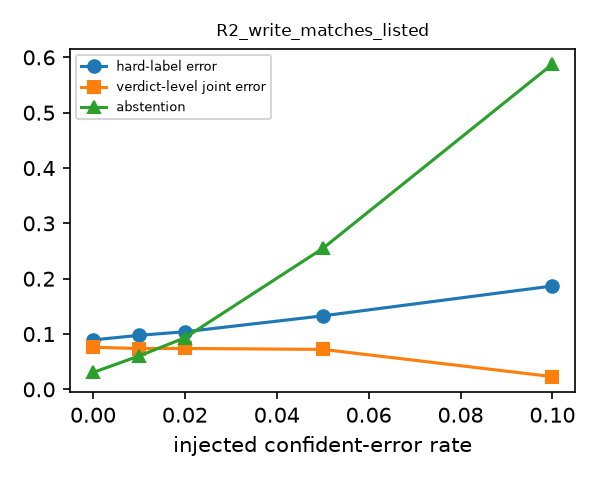 R2_write_matches_listed
hard-label error
verdict-level joint error
abstention
0.6
0.5
0.4
0.3
0.2
0.1
0.0
0.00 0.02 0.04 0.06 0.08 0.10
injected confident-error rate